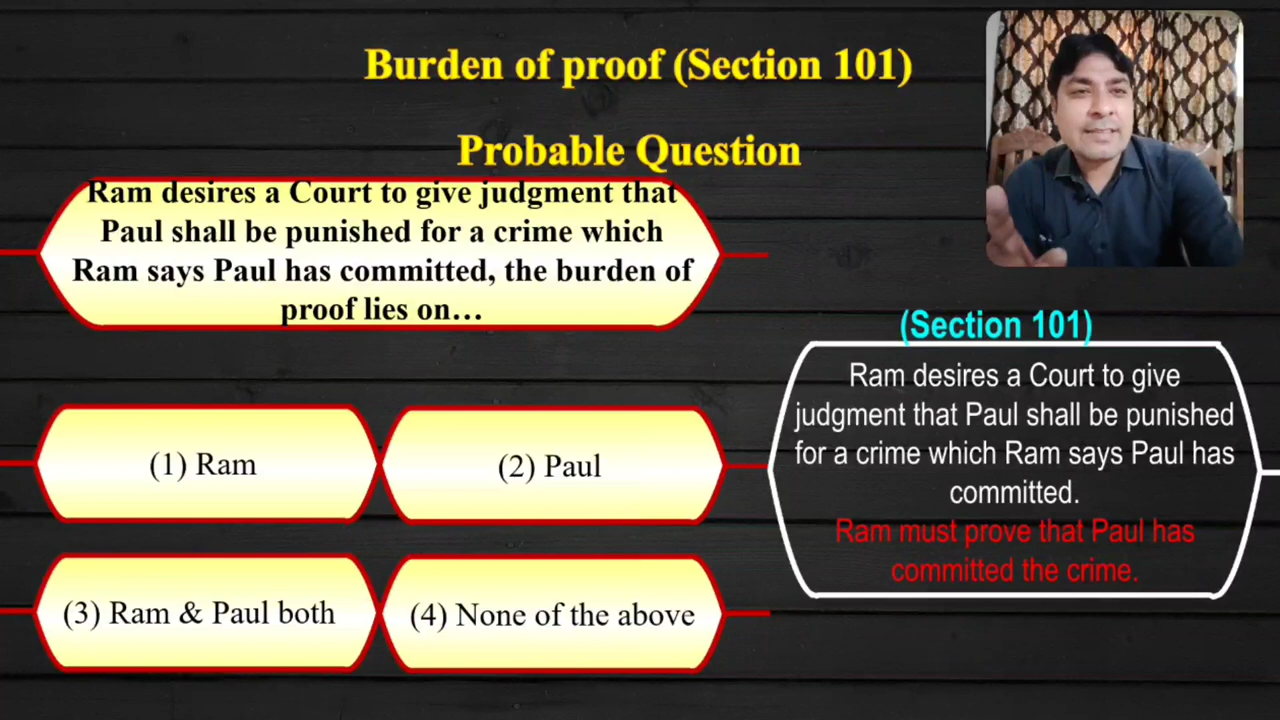 Burden of proof (Section 101)
Probable Question
Ram desires a Court to give judgment that
Paul shall be punished for a crime which
Ram says Paul has committed, the burden of
proof lies on…
(1) Ram
(2) Paul
(3) Ram & Paul both
(4) None of the above
(Section 101)
Ram desires a Court to give
judgment that Paul shall be punished
for a crime which Ram says Paul has
committed.
Ram must prove that Paul has
committed the crime.